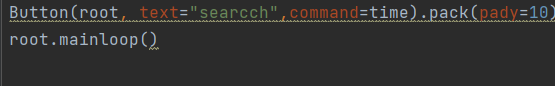 Button(root, text="searcch",command=time).pack(pady=10)
root.mainloop()